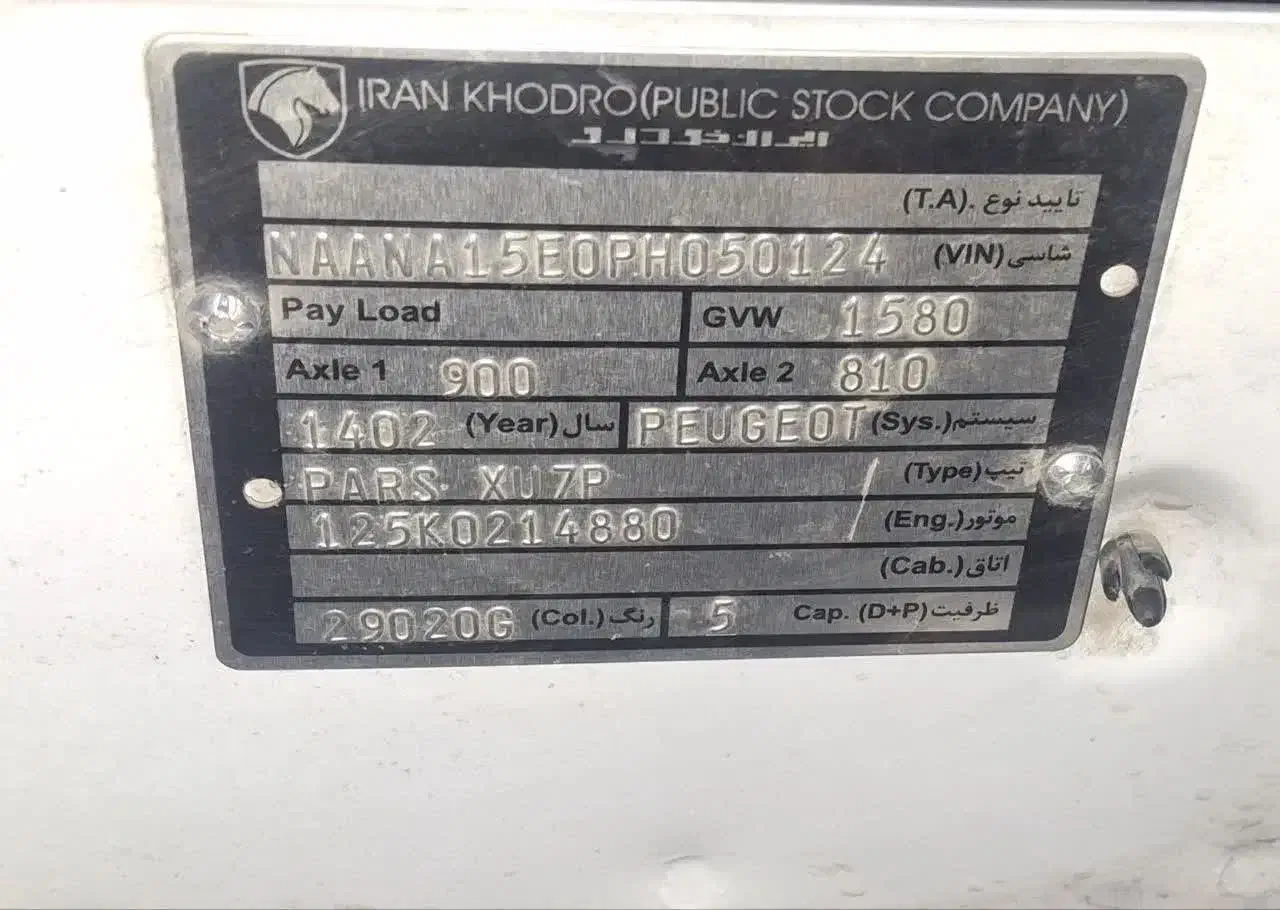 IRAN KHODRO(PUBLIC STOCK COMPANY)
ایران خودرو
تایید نوع .(T.A)
NAANA15E0PH050124 شاسی(VIN)
Pay Load GVW 1580
Axle 1 900 Axle 2 810
1402 سال(Year) PEUGEOT سیستم(Sys.)
PARS XU7P تیپ(Type)
125K0214880 موتور(Eng.)
اتاق(Cab.)
29020G رنگ(Col.) 5 Cap. (D+P)ظرفیت